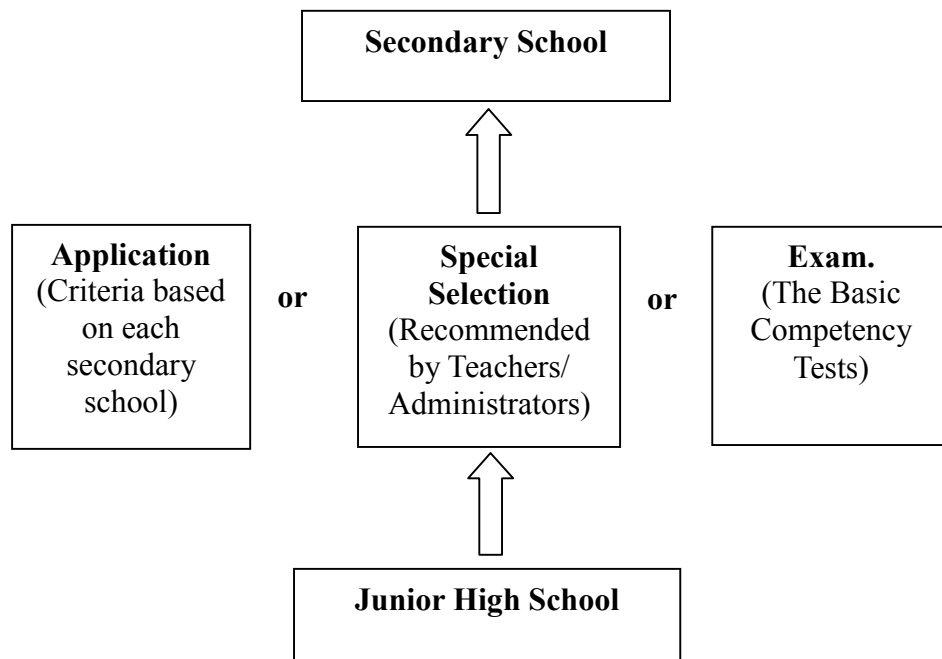 Secondary School
Application
(Criteria based
on each
secondary
school)
or
Special
Selection
(Recommended
by Teachers/
Administrators)
or
Exam.
(The Basic
Competency
Tests)
Junior High School